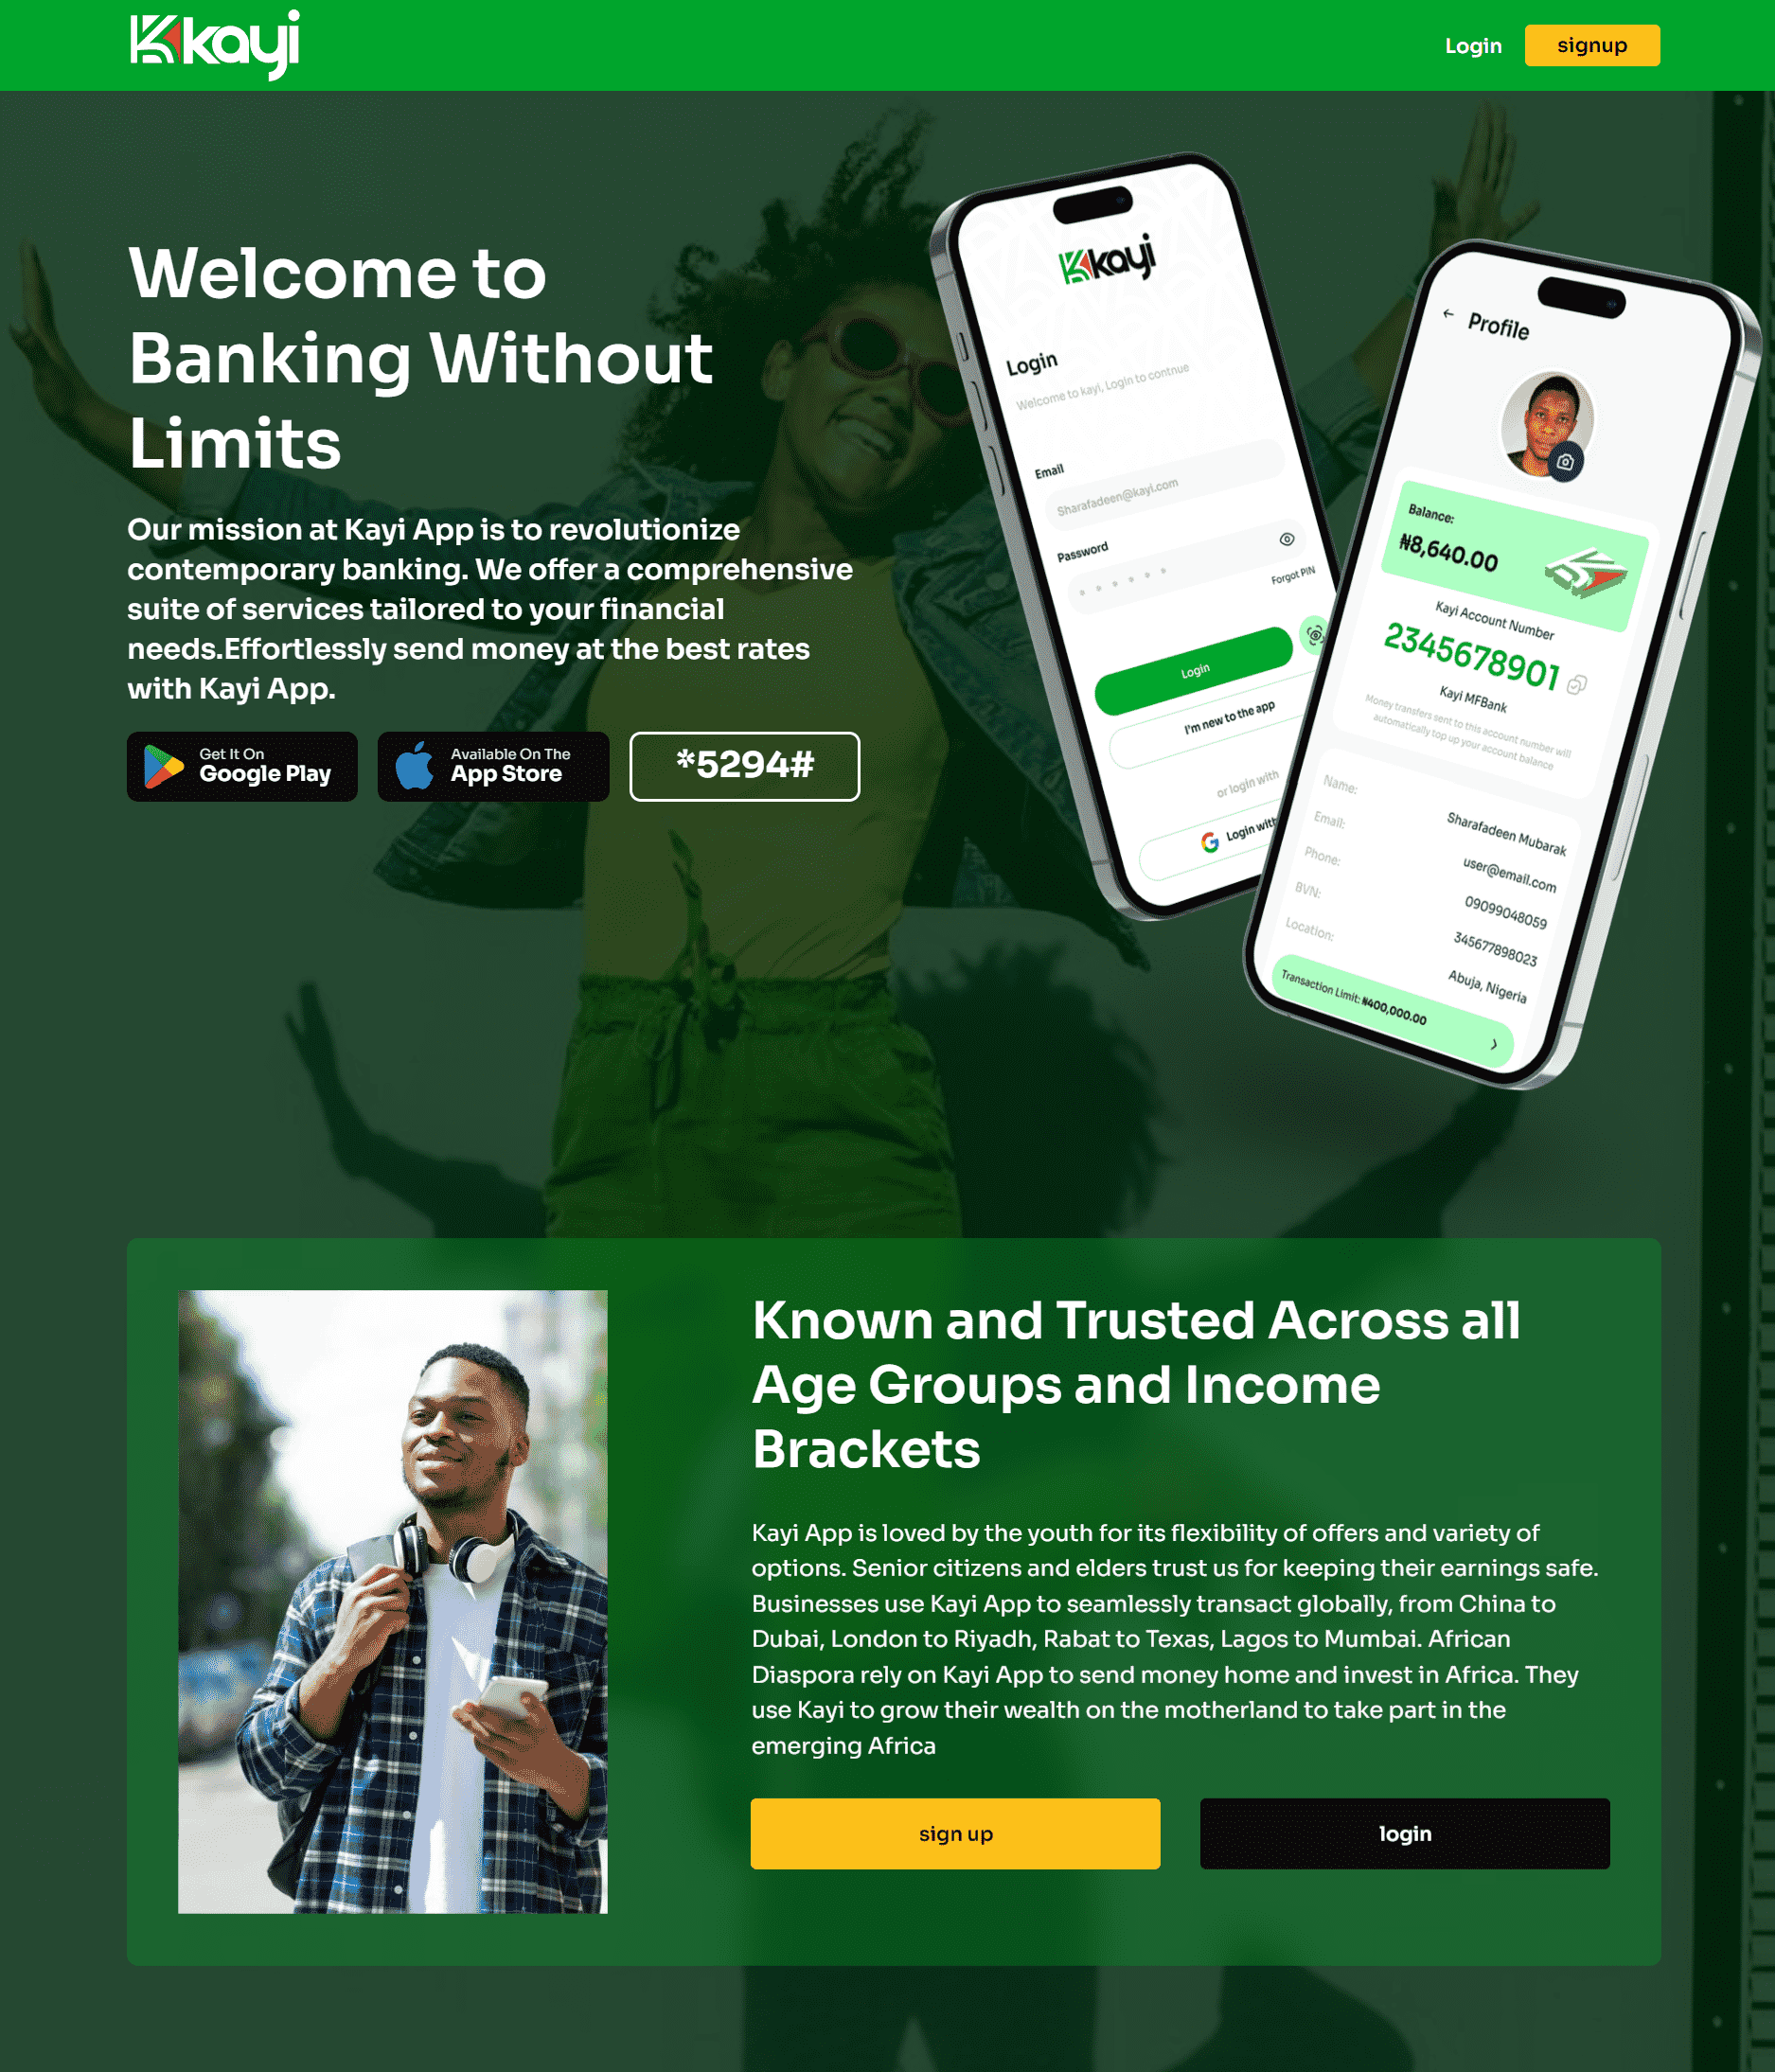 kayi
Login
signup
Welcome to
Banking Without
Limits
Our mission at Kayi App is to revolutionize
contemporary banking. We offer a comprehensive
suite of services tailored to your financial
needs.Effortlessly send money at the best rates
with Kayi App.
Get It On
Google Play
Available On The
App Store
*5294#
kayi
Login
Welcome to kayi, Login to contnue
Email
Sharafadeen@kayi.com
Password
Forgot PIN
Login
I'm new to the app
or login with
Login with
Profile
Balance:
₦8,640.00
Kayi Account Number
2345678901
Kayi MFBank
Money transfers sent to this account number will
automatically top up your account balance
Name: Sharafadeen Mubarak
Email: user@email.com
Phone: 09099048059
BVN: 345677898023
Location: Abuja, Nigeria
Transaction Limit: ₦400,000.00
Known and Trusted Across all
Age Groups and Income
Brackets
Kayi App is loved by the youth for its flexibility of offers and variety of
options. Senior citizens and elders trust us for keeping their earnings safe.
Businesses use Kayi App to seamlessly transact globally, from China to
Dubai, London to Riyadh, Rabat to Texas, Lagos to Mumbai. African
Diaspora rely on Kayi App to send money home and invest in Africa. They
use Kayi to grow their wealth on the motherland to take part in the
emerging Africa
sign up
login